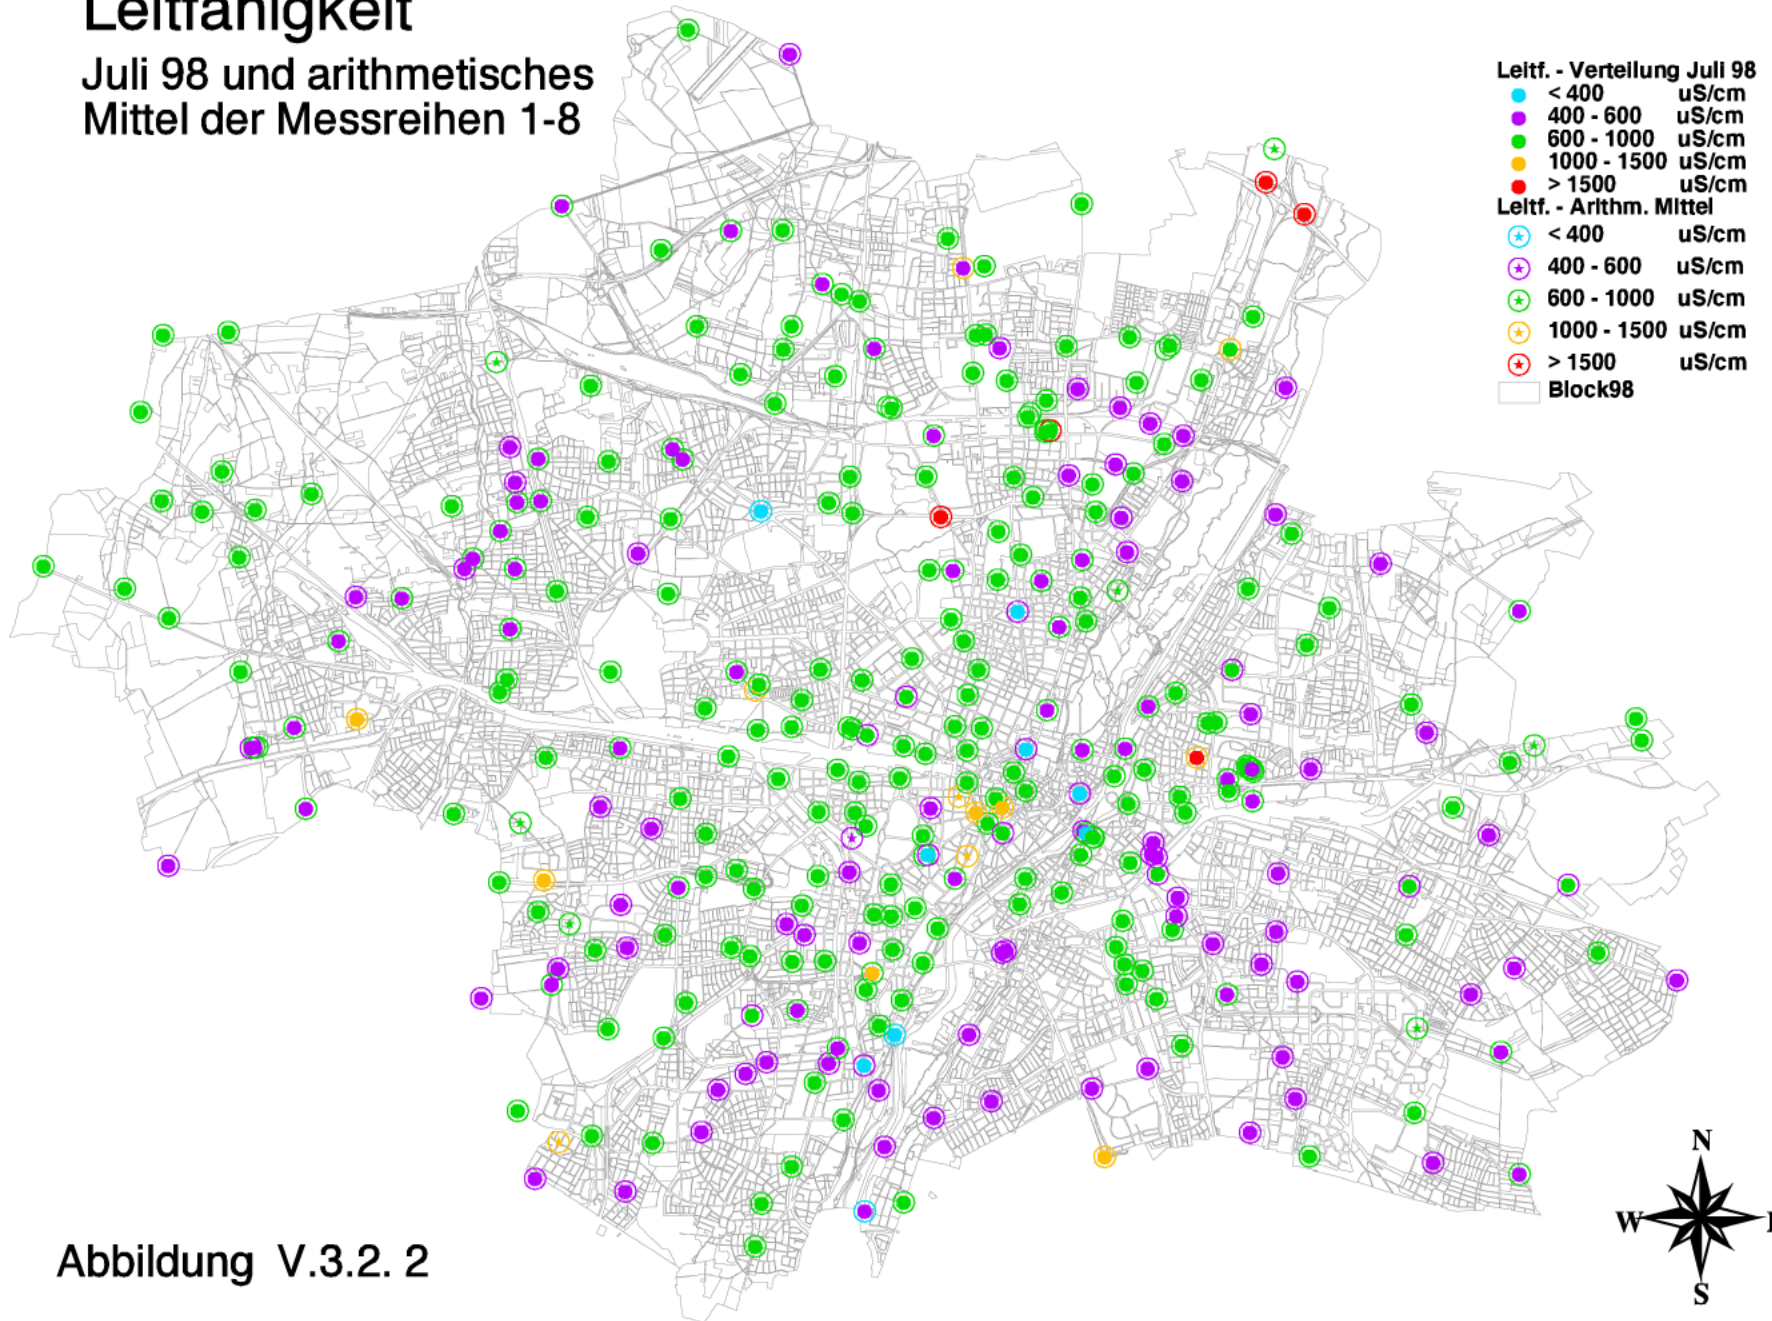 Leitfähigkeit
Juli 98 und arithmetisches
Mittel der Messreihen 1-8
Leitf. - Verteilung Juli 98
< 400 uS/cm
400 - 600 uS/cm
600 - 1000 uS/cm
1000 - 1500 uS/cm
> 1500 uS/cm
Leitf. - Arithm. Mittel
< 400 uS/cm
400 - 600 uS/cm
600 - 1000 uS/cm
1000 - 1500 uS/cm
> 1500 uS/cm
Block98
N
W
S
Abbildung V.3.2. 2